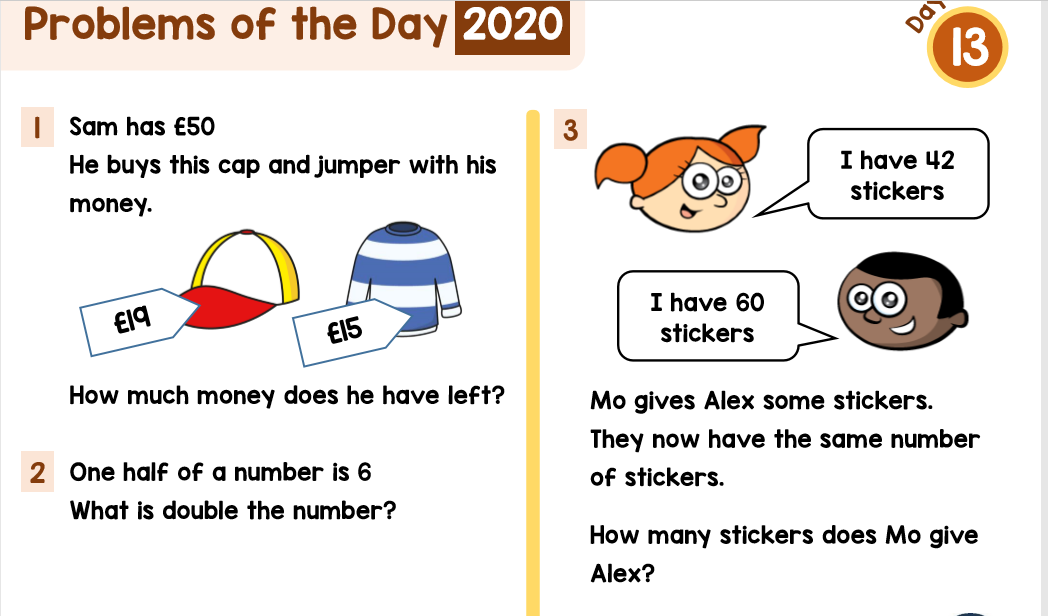 Problems of the Day 2020
Day
13
1
Sam has £50
He buys this cap and jumper with his
money.
£19
£15
How much money does he have left?
2
One half of a number is 6
What is double the number?
3
I have 42
stickers
I have 60
stickers
Mo gives Alex some stickers.
They now have the same number
of stickers.
How many stickers does Mo give
Alex?